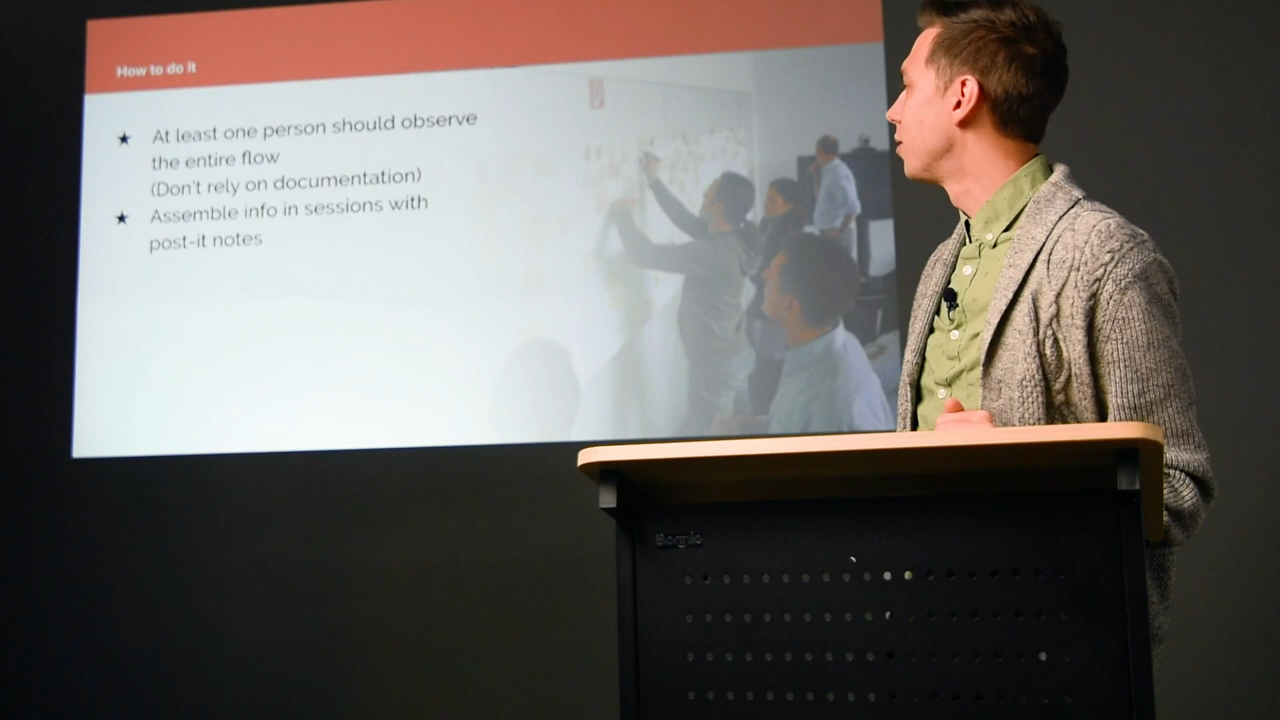 How to do it
★ At least one person should observe
the entire flow
(Don't rely on documentation)
★ Assemble info in sessions with
post-it notes